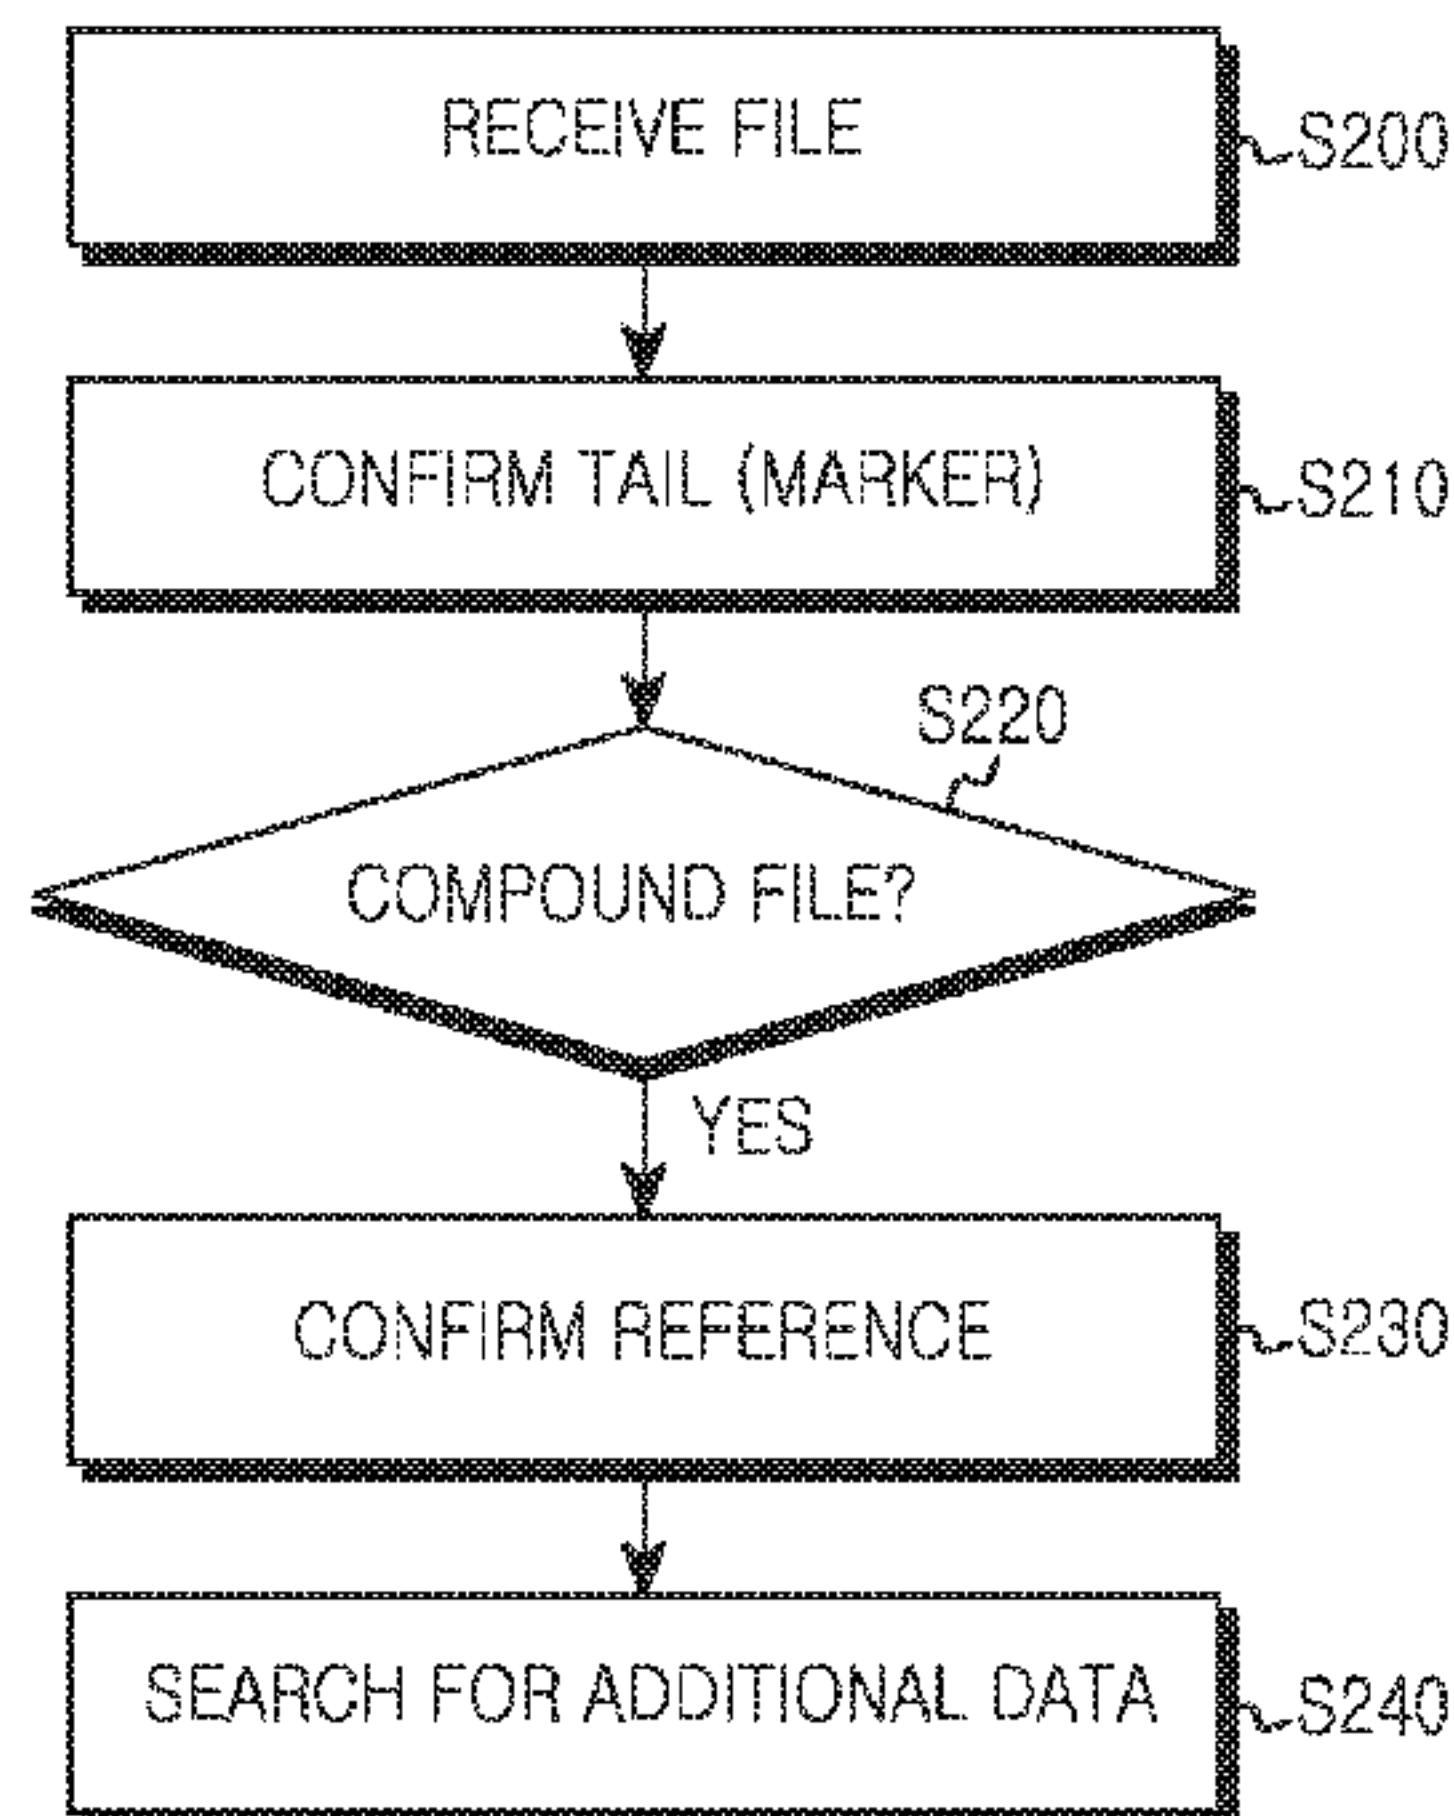 RECEIVE FILE
S200
CONFIRM TAIL (MARKER)
S210
S220
COMPOUND FILE?
YES
CONFIRM REFERENCE
S230
SEARCH FOR ADDITIONAL DATA
S240